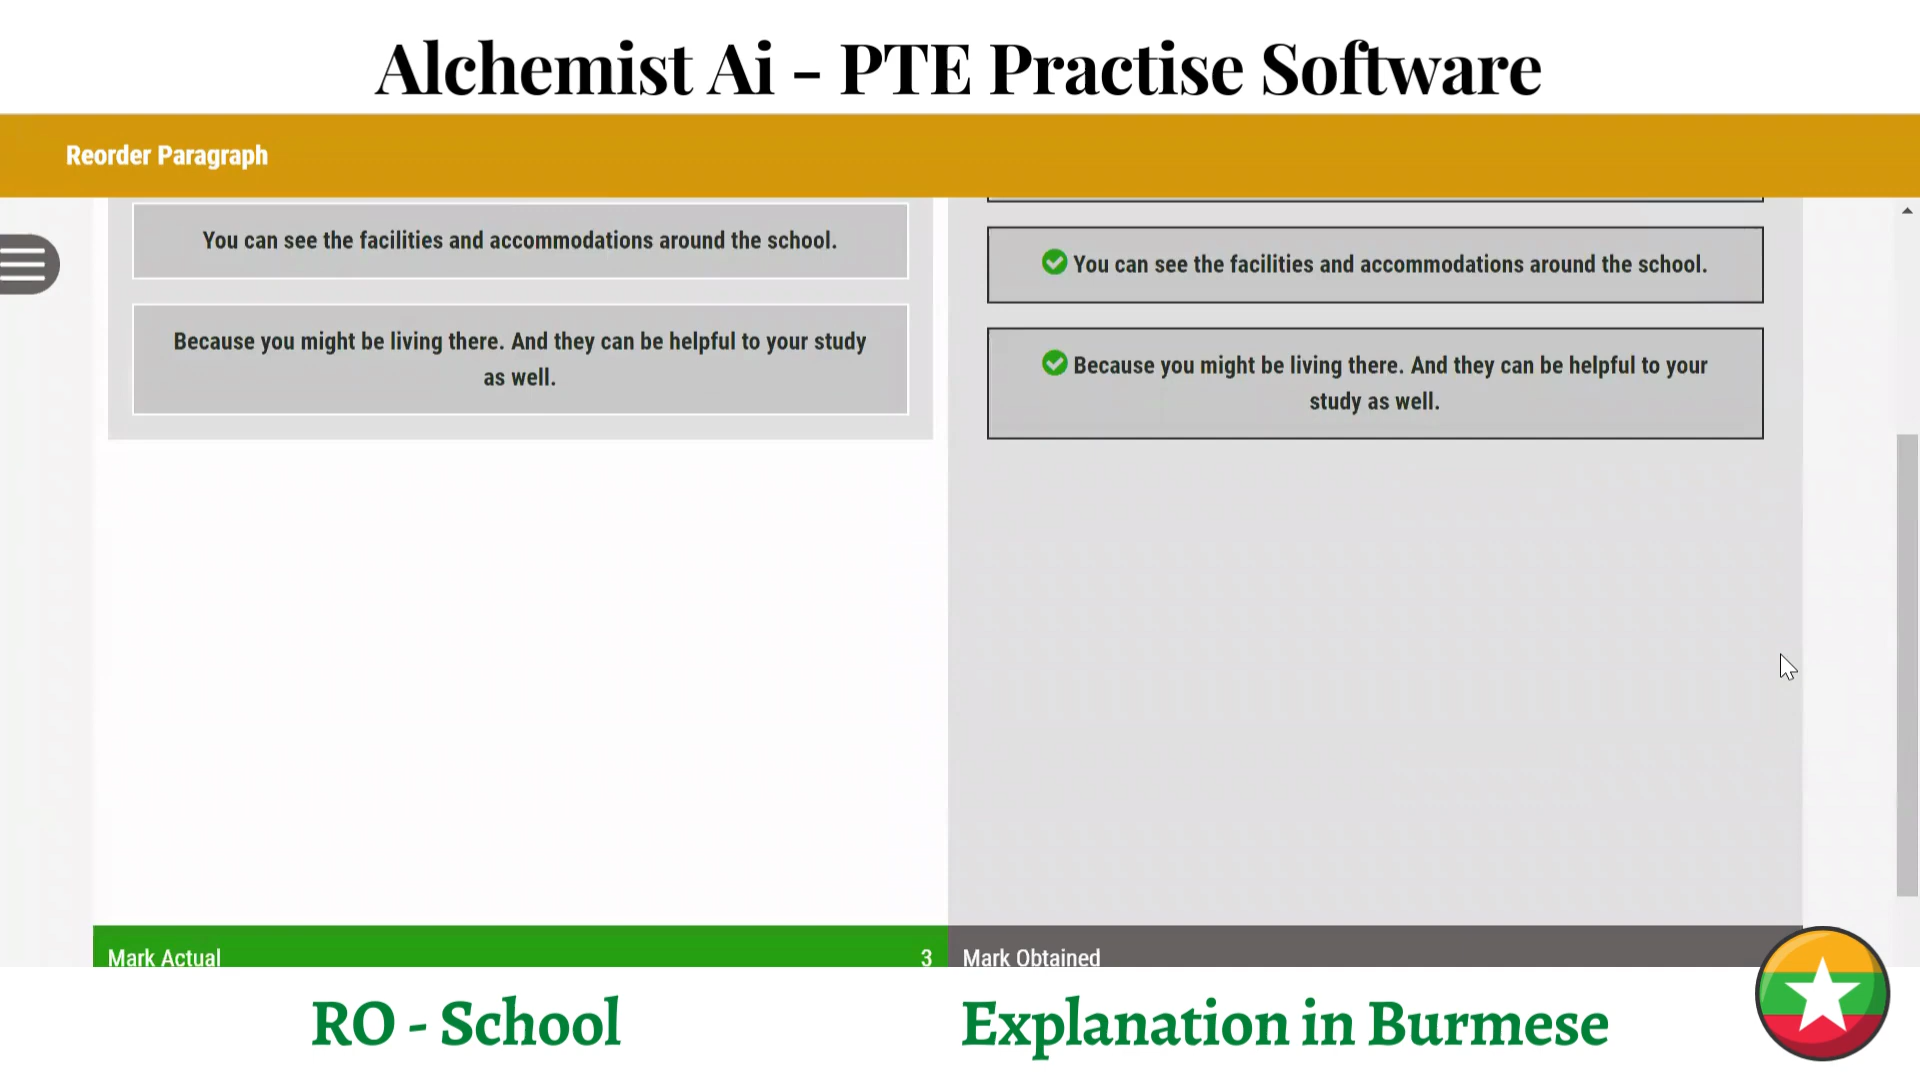 Alchemist Ai - PTE Practise Software
Reorder Paragraph
You can see the facilities and accommodations around the school.
Because you might be living there. And they can be helpful to your study
as well.
You can see the facilities and accommodations around the school.
Because you might be living there. And they can be helpful to your
study as well.
Mark Actual 3
Mark Obtained
RO - School
Explanation in Burmese